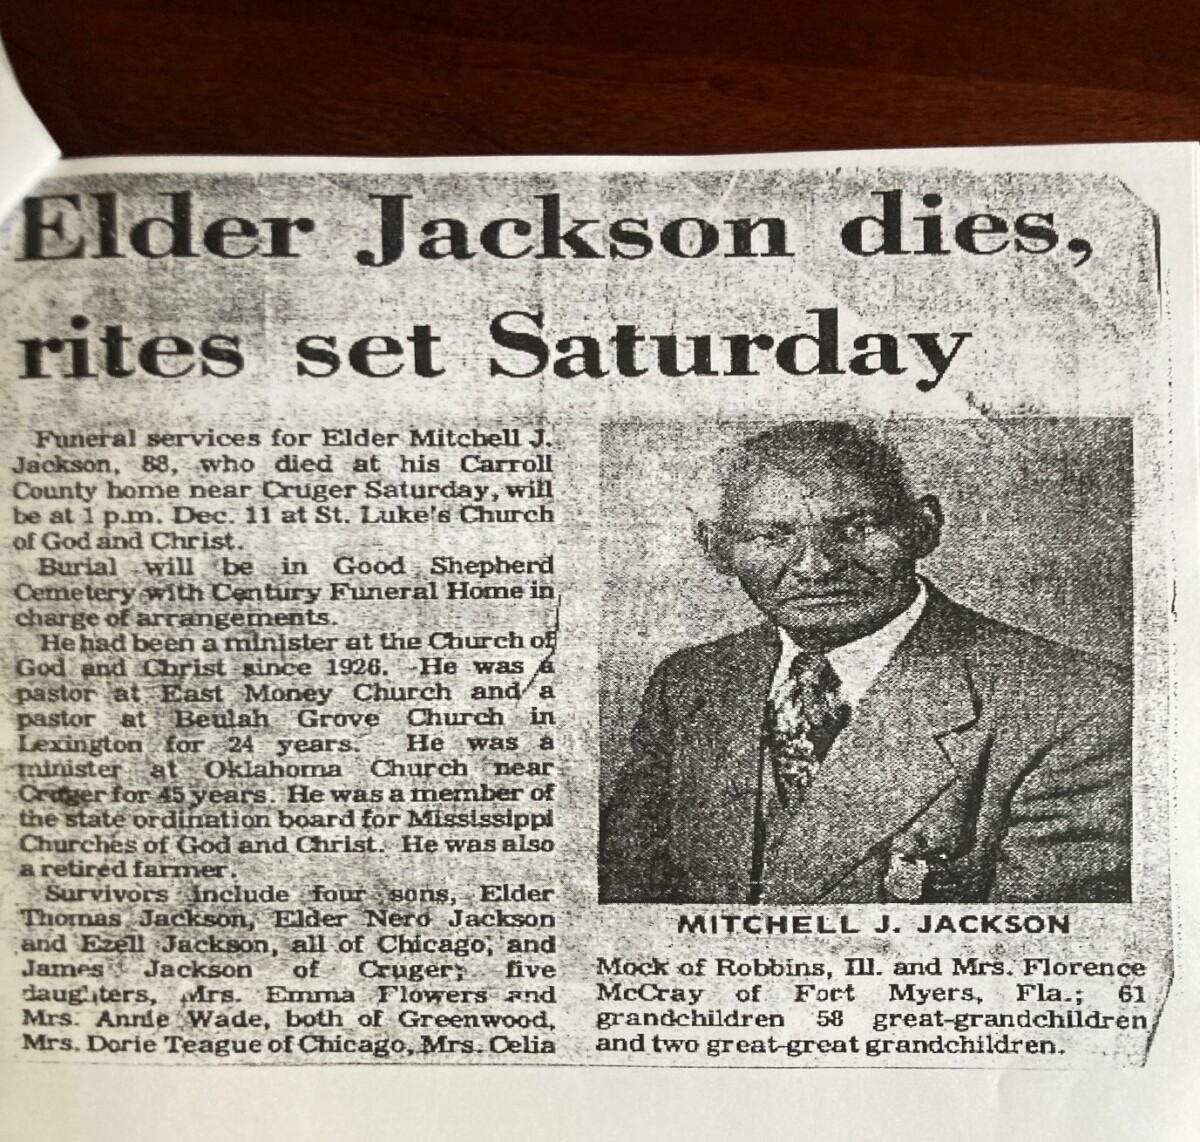 Elder Jackson dies,
rites set Saturday
Funeral services for Elder Mitchell J.
Jackson, 88, who died at his Carroll
County home near Cruger Saturday, will
be at 1 p.m. Dec. 11 at St. Luke's Church
of God and Christ.
Burial will be in Good Shepherd
Cemetery with Century Funeral Home in
charge of arrangements.
He had been a minister at the Church of
God and Christ since 1926. He was a
pastor at East Money Church and a
pastor at Beulah Grove Church in
Lexington for 24 years. He was a
minister at Oklahoma Church near
Cruger for 45 years. He was a member of
the state ordination board for Mississippi
Churches of God and Christ. He was also
a retired farmer.
Survivors include four sons, Elder
Thomas Jackson, Elder Nero Jackson
and Ezell Jackson, all of Chicago, and
James Jackson of Cruger; five
daughters, Mrs. Emma Flowers and
Mrs. Annie Wade, both of Greenwood,
Mrs. Dorie Teague of Chicago, Mrs. Celia
MITCHELL J. JACKSON
Mock of Robbins, Ill. and Mrs. Florence
McCray of Fort Myers, Fla.; 61
grandchildren 58 great-grandchildren
and two great-great grandchildren.